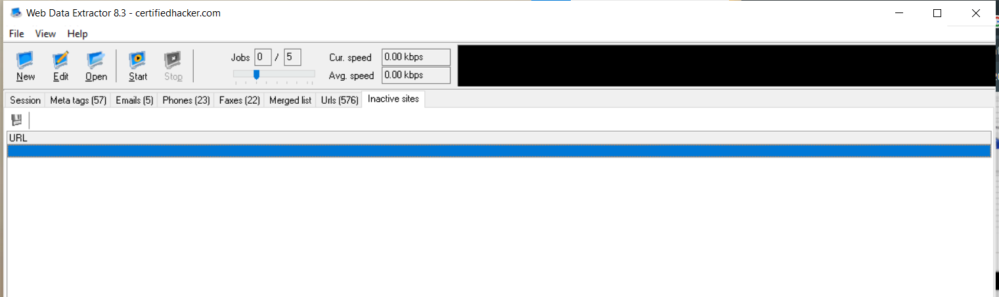 Web Data Extractor 8.3 - certifiedhacker.com
File View Help
Jobs 0 / 5 Cur. speed 0.00 kbps
New Edit Open Start Stop Avg. speed 0.00 kbps
Session Meta tags (57) Emails (5) Phones (23) Faxes (22) Merged list Urls (576) Inactive sites
URL